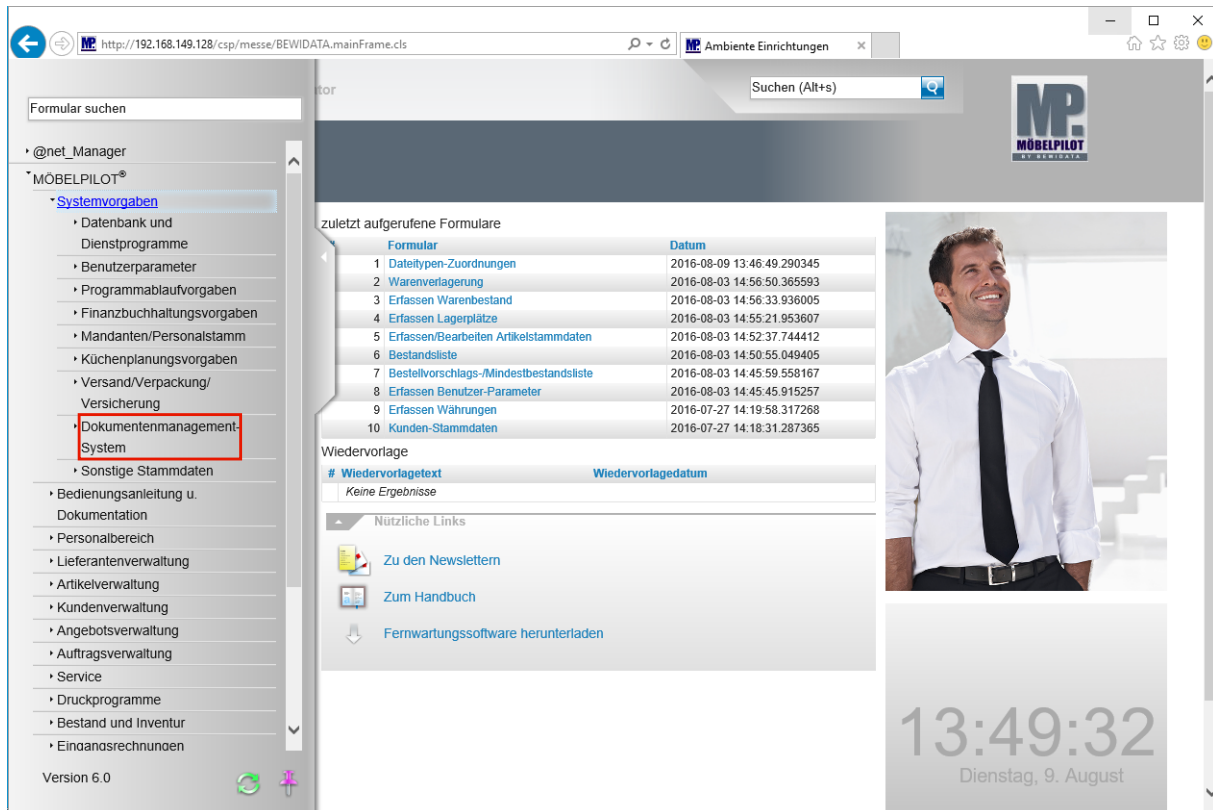 http://192.168.149.128/csp/messe/BEWIDATA.mainFrame.cls
MP. Ambiente Einrichtungen
Formular suchen
tor
Suchen (Alt+s)
MP.
MÖBELPILOT
BY BEWIDATA
@net_Manager
MÖBELPILOT®
Systemvorgaben
Datenbank und
Dienstprogramme
Benutzerparameter
Programmablaufvorgaben
Finanzbuchhaltungsvorgaben
Mandanten/Personalstamm
Küchenplanungsvorgaben
Versand/Verpackung/
Versicherung
Dokumentenmanagement-
System
Sonstige Stammdaten
Bedienungsanleitung u.
Dokumentation
Personalbereich
Lieferantenverwaltung
Artikelverwaltung
Kundenverwaltung
Angebotsverwaltung
Auftragsverwaltung
Service
Druckprogramme
Bestand und Inventur
Eingangsrechnungen
Version 6.0
zuletzt aufgerufene Formulare
Formular Datum
1 Dateitypen-Zuordnungen 2016-08-09 13:46:49.290345
2 Warenverlagerung 2016-08-03 14:56:50.365593
3 Erfassen Warenbestand 2016-08-03 14:56:33.936005
4 Erfassen Lagerplätze 2016-08-03 14:55:21.953607
5 Erfassen/Bearbeiten Artikelstammdaten 2016-08-03 14:52:37.744412
6 Bestandsliste 2016-08-03 14:50:55.049405
7 Bestellvorschlags-/Mindestbestandsliste 2016-08-03 14:45:59.558167
8 Erfassen Benutzer-Parameter 2016-08-03 14:45:45.915257
9 Erfassen Währungen 2016-07-27 14:19:58.317268
10 Kunden-Stammdaten 2016-07-27 14:18:31.287365
Wiedervorlage
# Wiedervorlagetext Wiedervorlagedatum
Keine Ergebnisse
Nützliche Links
Zu den Newslettern
Zum Handbuch
Fernwartungssoftware herunterladen
13:49:32
Dienstag, 9. August